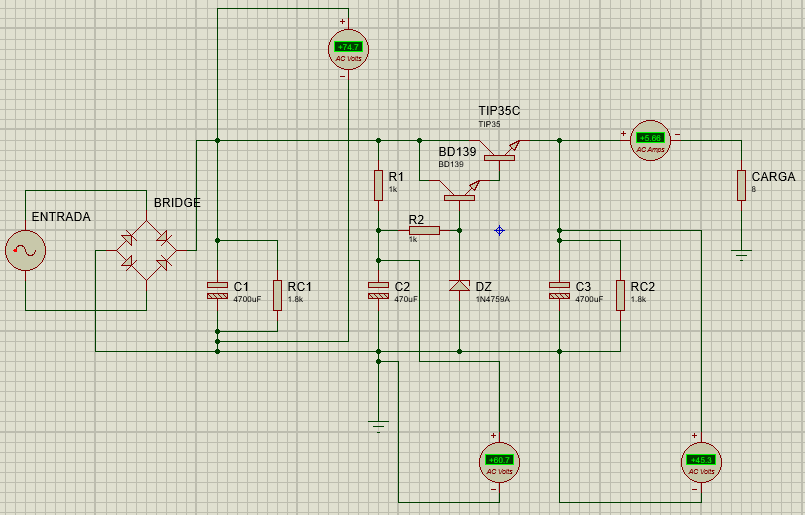 +
+74.7
AC Volts
−
TIP35C
TIP35
BD139
BD139
+
+5.66
AC Amps
−
R1
1k
CARGA
8
BRIDGE
ENTRADA
R2
1k
C1
4700uF
RC1
1.8k
C2
470uF
DZ
1N4759A
C3
4700uF
RC2
1.8k
+
+60.7
AC Volts
−
+
+45.3
AC Volts
−